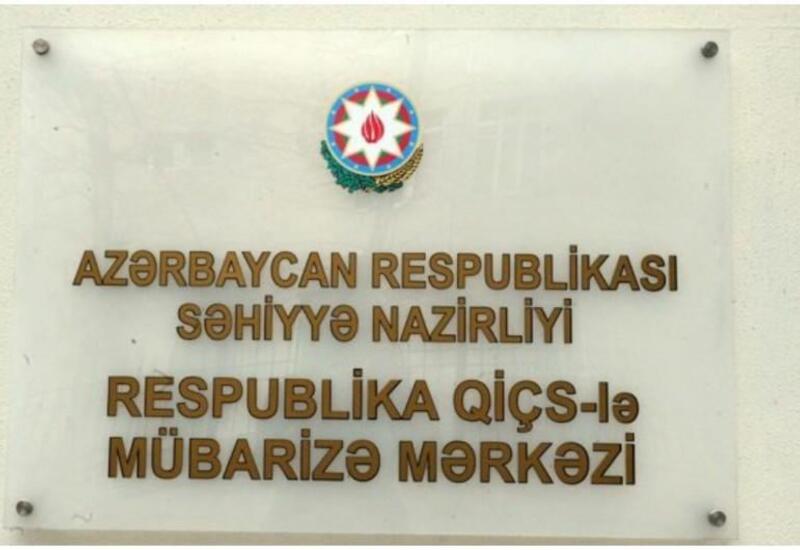 AZƏRBAYCAN RESPUBLİKASI
SƏHİYYƏ NAZİRLİYİ
RESPUBLİKA QİÇS-lə
MÜBARİZƏ MƏRKƏZİ